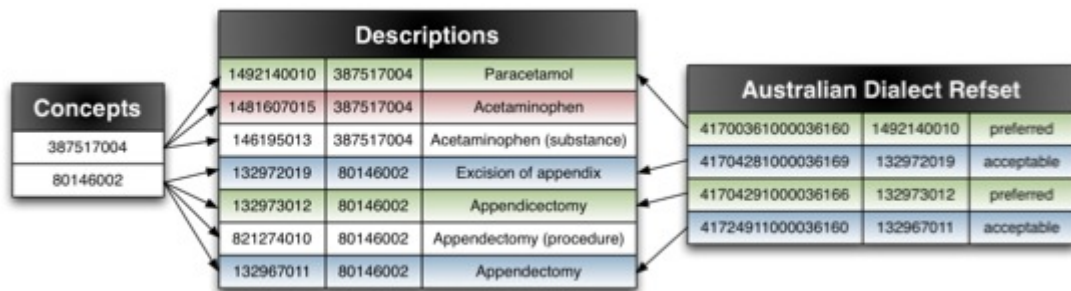 Concepts
387517004
80146002
Descriptions
1492140010 387517004 Paracetamol
1481607015 387517004 Acetaminophen
146195013 387517004 Acetaminophen (substance)
132972019 80146002 Excision of appendix
132973012 80146002 Appendicectomy
821274010 80146002 Appendectomy (procedure)
132967011 80146002 Appendectomy
Australian Dialect Refset
41700361000036160 1492140010 preferred
41704281000036169 132972019 acceptable
41704291000036166 132973012 preferred
41724911000036160 132967011 acceptable